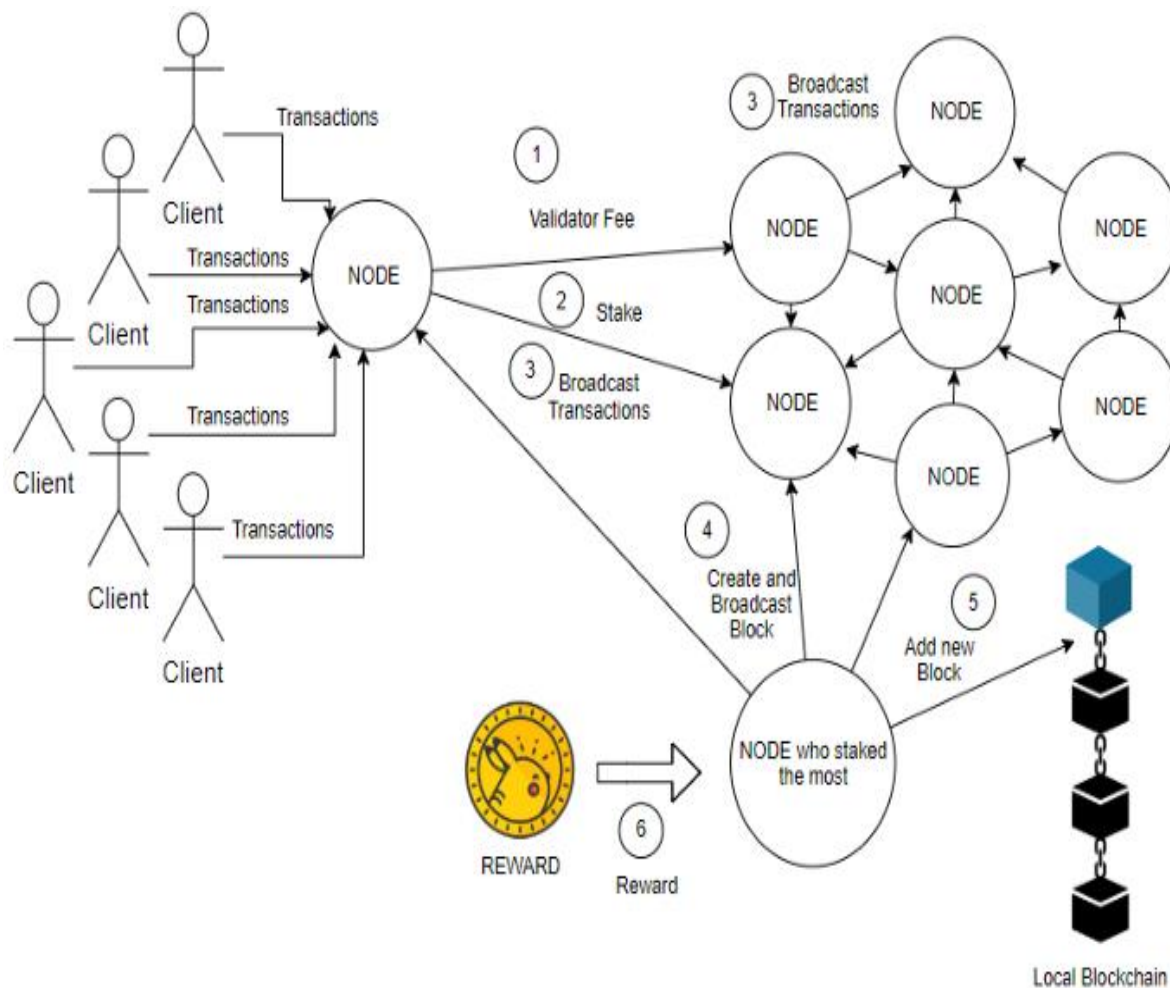 Transactions
Client
Transactions
Client
Transactions
Client
Transactions
Client
Transactions
Client
NODE
1
Validator Fee
2
Stake
3
Broadcast
Transactions
3
Broadcast
Transactions
NODE
NODE
NODE
NODE
NODE
NODE
NODE
4
Create and
Broadcast
Block
5
Add new
Block
NODE who staked
the most
REWARD
6
Reward
Local Blockchain